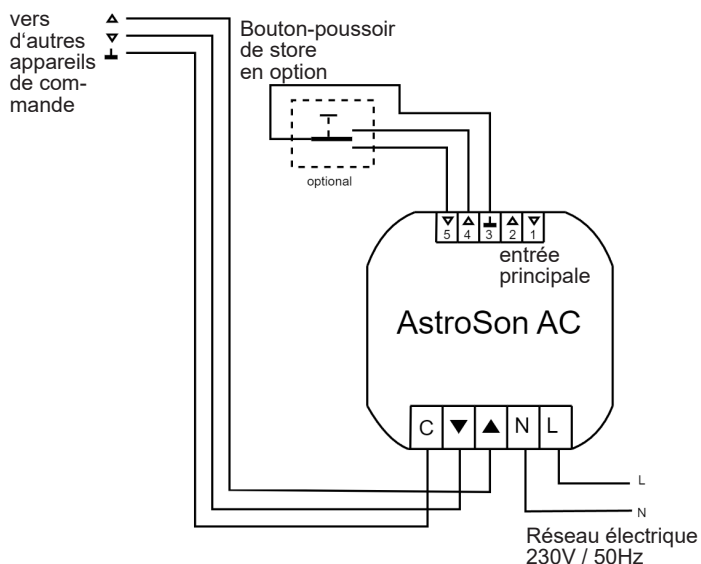 vers
d'autres
appareils
de com-
mande
Bouton-poussoir
de store
en option
optional
5 4 3 2 1
entrée
principale
AstroSon AC
C N L
L
N
Réseau électrique
230V / 50Hz